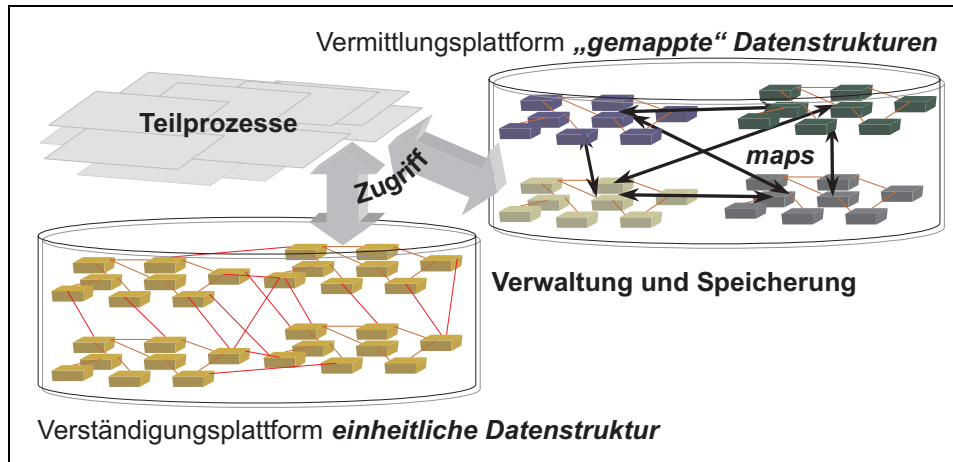 Vermittlungsplattform „gemappte“ Datenstrukturen
Teilprozesse
Zugriff
maps
Verwaltung und Speicherung
Verständigungsplattform einheitliche Datenstruktur